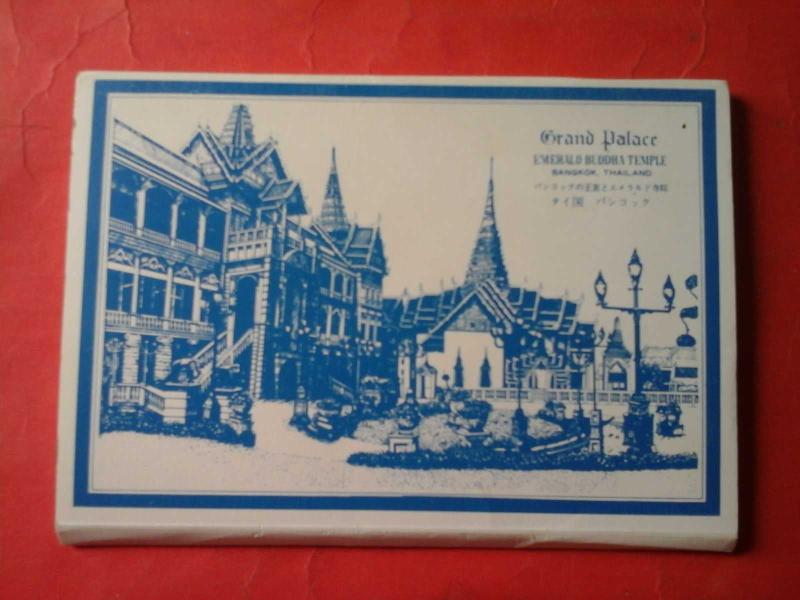 Grand Palace
EMERALD BUDDHA TEMPLE
BANGKOK, THAILAND
バンコックの王宮とエメラルド寺院
タイ国 バンコック